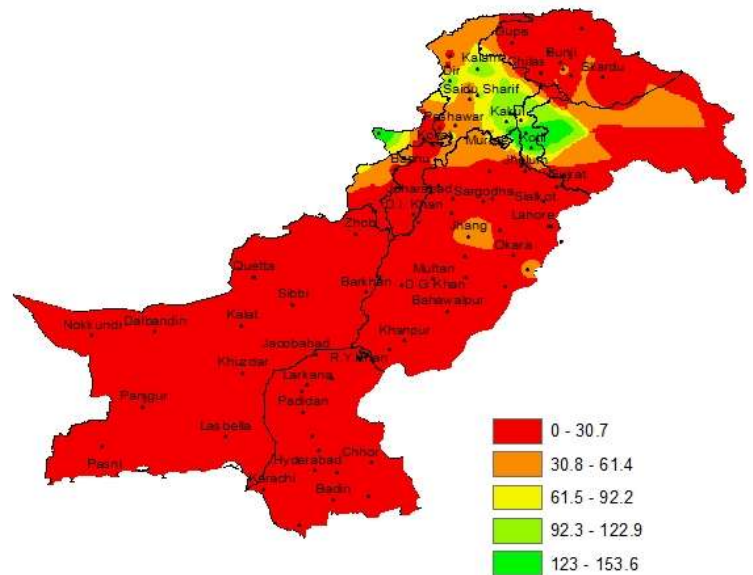 Gupis
Kalam
Bunji
Chilas
Dir
Skardu
Saidu Sharif
Kakul
Peshawar
Kotli
Bannu
Jhelum
Sargodha
Sialkot
D.I. Khan
Lahore
Zhob
Jhang
Okara
Quetta
Multan
Barkhan
D.G.Khan
Sibbi
Bahawalpur
Nokkundi
Dalbandin
Kalat
Khanpur
Jacobabad
R.Y.Khan
Khuzdar
Larkana
Panjgur
Padidan
Lasbella
Chhor
Hyderabad
Pasni
Karachi
Badin
0 - 30.7
30.8 - 61.4
61.5 - 92.2
92.3 - 122.9
123 - 153.6